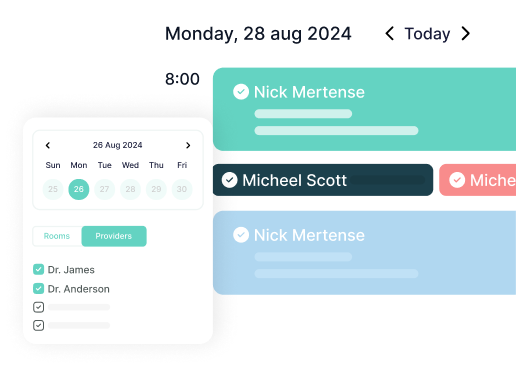 Monday, 28 aug 2024
Today
8:00
Nick Mertense
Micheel Scott
Miche
Nick Mertense
26 Aug 2024
Sun Mon Tue Wed Thu Fri
25 26 27 28 29 30
Rooms Providers
Dr. James
Dr. Anderson